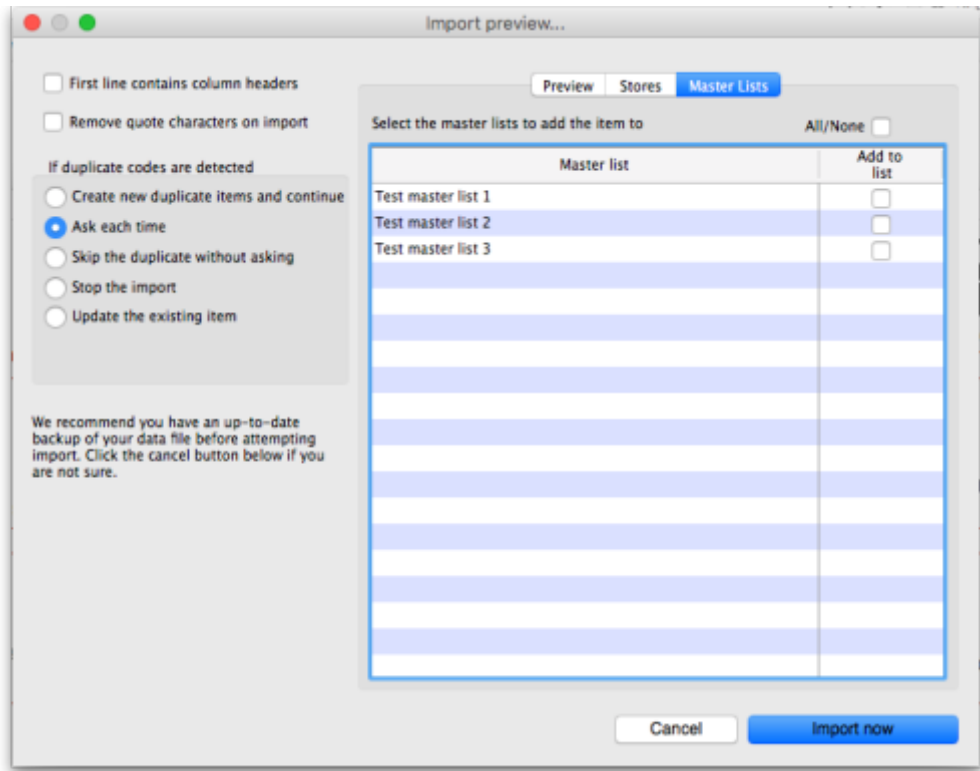 Import preview...
First line contains column headers
Remove quote characters on import
If duplicate codes are detected
Create new duplicate items and continue
Ask each time
Skip the duplicate without asking
Stop the import
Update the existing item
We recommend you have an up-to-date
backup of your data file before attempting
import. Click the cancel button below if you
are not sure.
Preview Stores Master Lists
Select the master lists to add the item to All/None
Master list Add to
list
Test master list 1
Test master list 2
Test master list 3
Cancel Import now